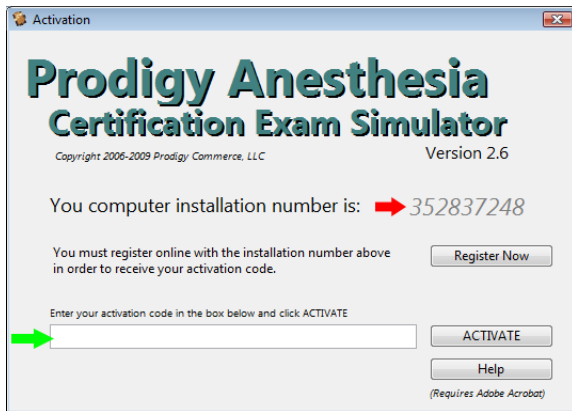 Activation
Prodigy Anesthesia
Certification Exam Simulator
Copyright 2006-2009 Prodigy Commerce, LLC
Version 2.6
You computer installation number is:
352837248
You must register online with the installation number above
in order to receive your activation code.
Register Now
Enter your activation code in the box below and click ACTIVATE
ACTIVATE
Help
(Requires Adobe Acrobat)